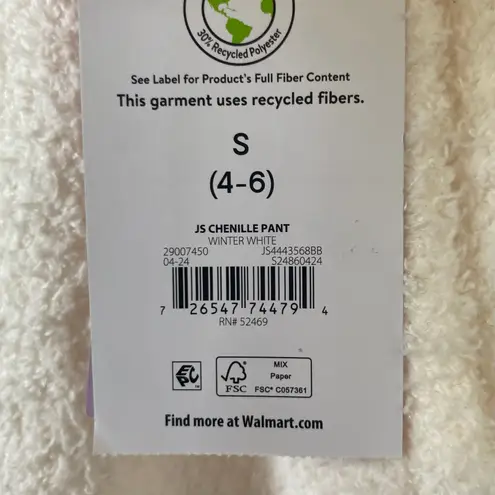 30% Recycled Polyester
See Label for Product's Full Fiber Content
This garment uses recycled fibers.
S
(4-6)
JS CHENILLE PANT
WINTER WHITE
29007450 JS4443568BB
04-24 S24860424
7 26547 74479 4
RN# 52469
EPC
FSC
MIX
Paper
FSC® C057361
Find more at Walmart.com